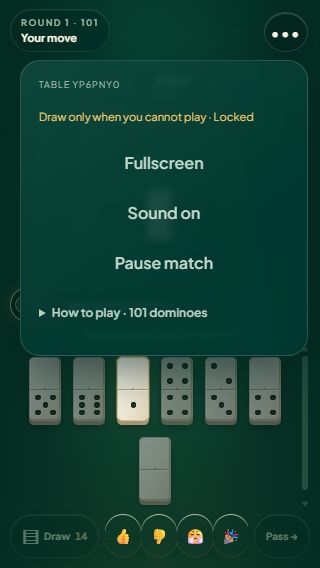 ROUND 1 · 101
Your move
TABLE YP6PNY0
Draw only when you cannot play · Locked
Fullscreen
Sound on
Pause match
How to play · 101 dominoes
Draw 14
Pass